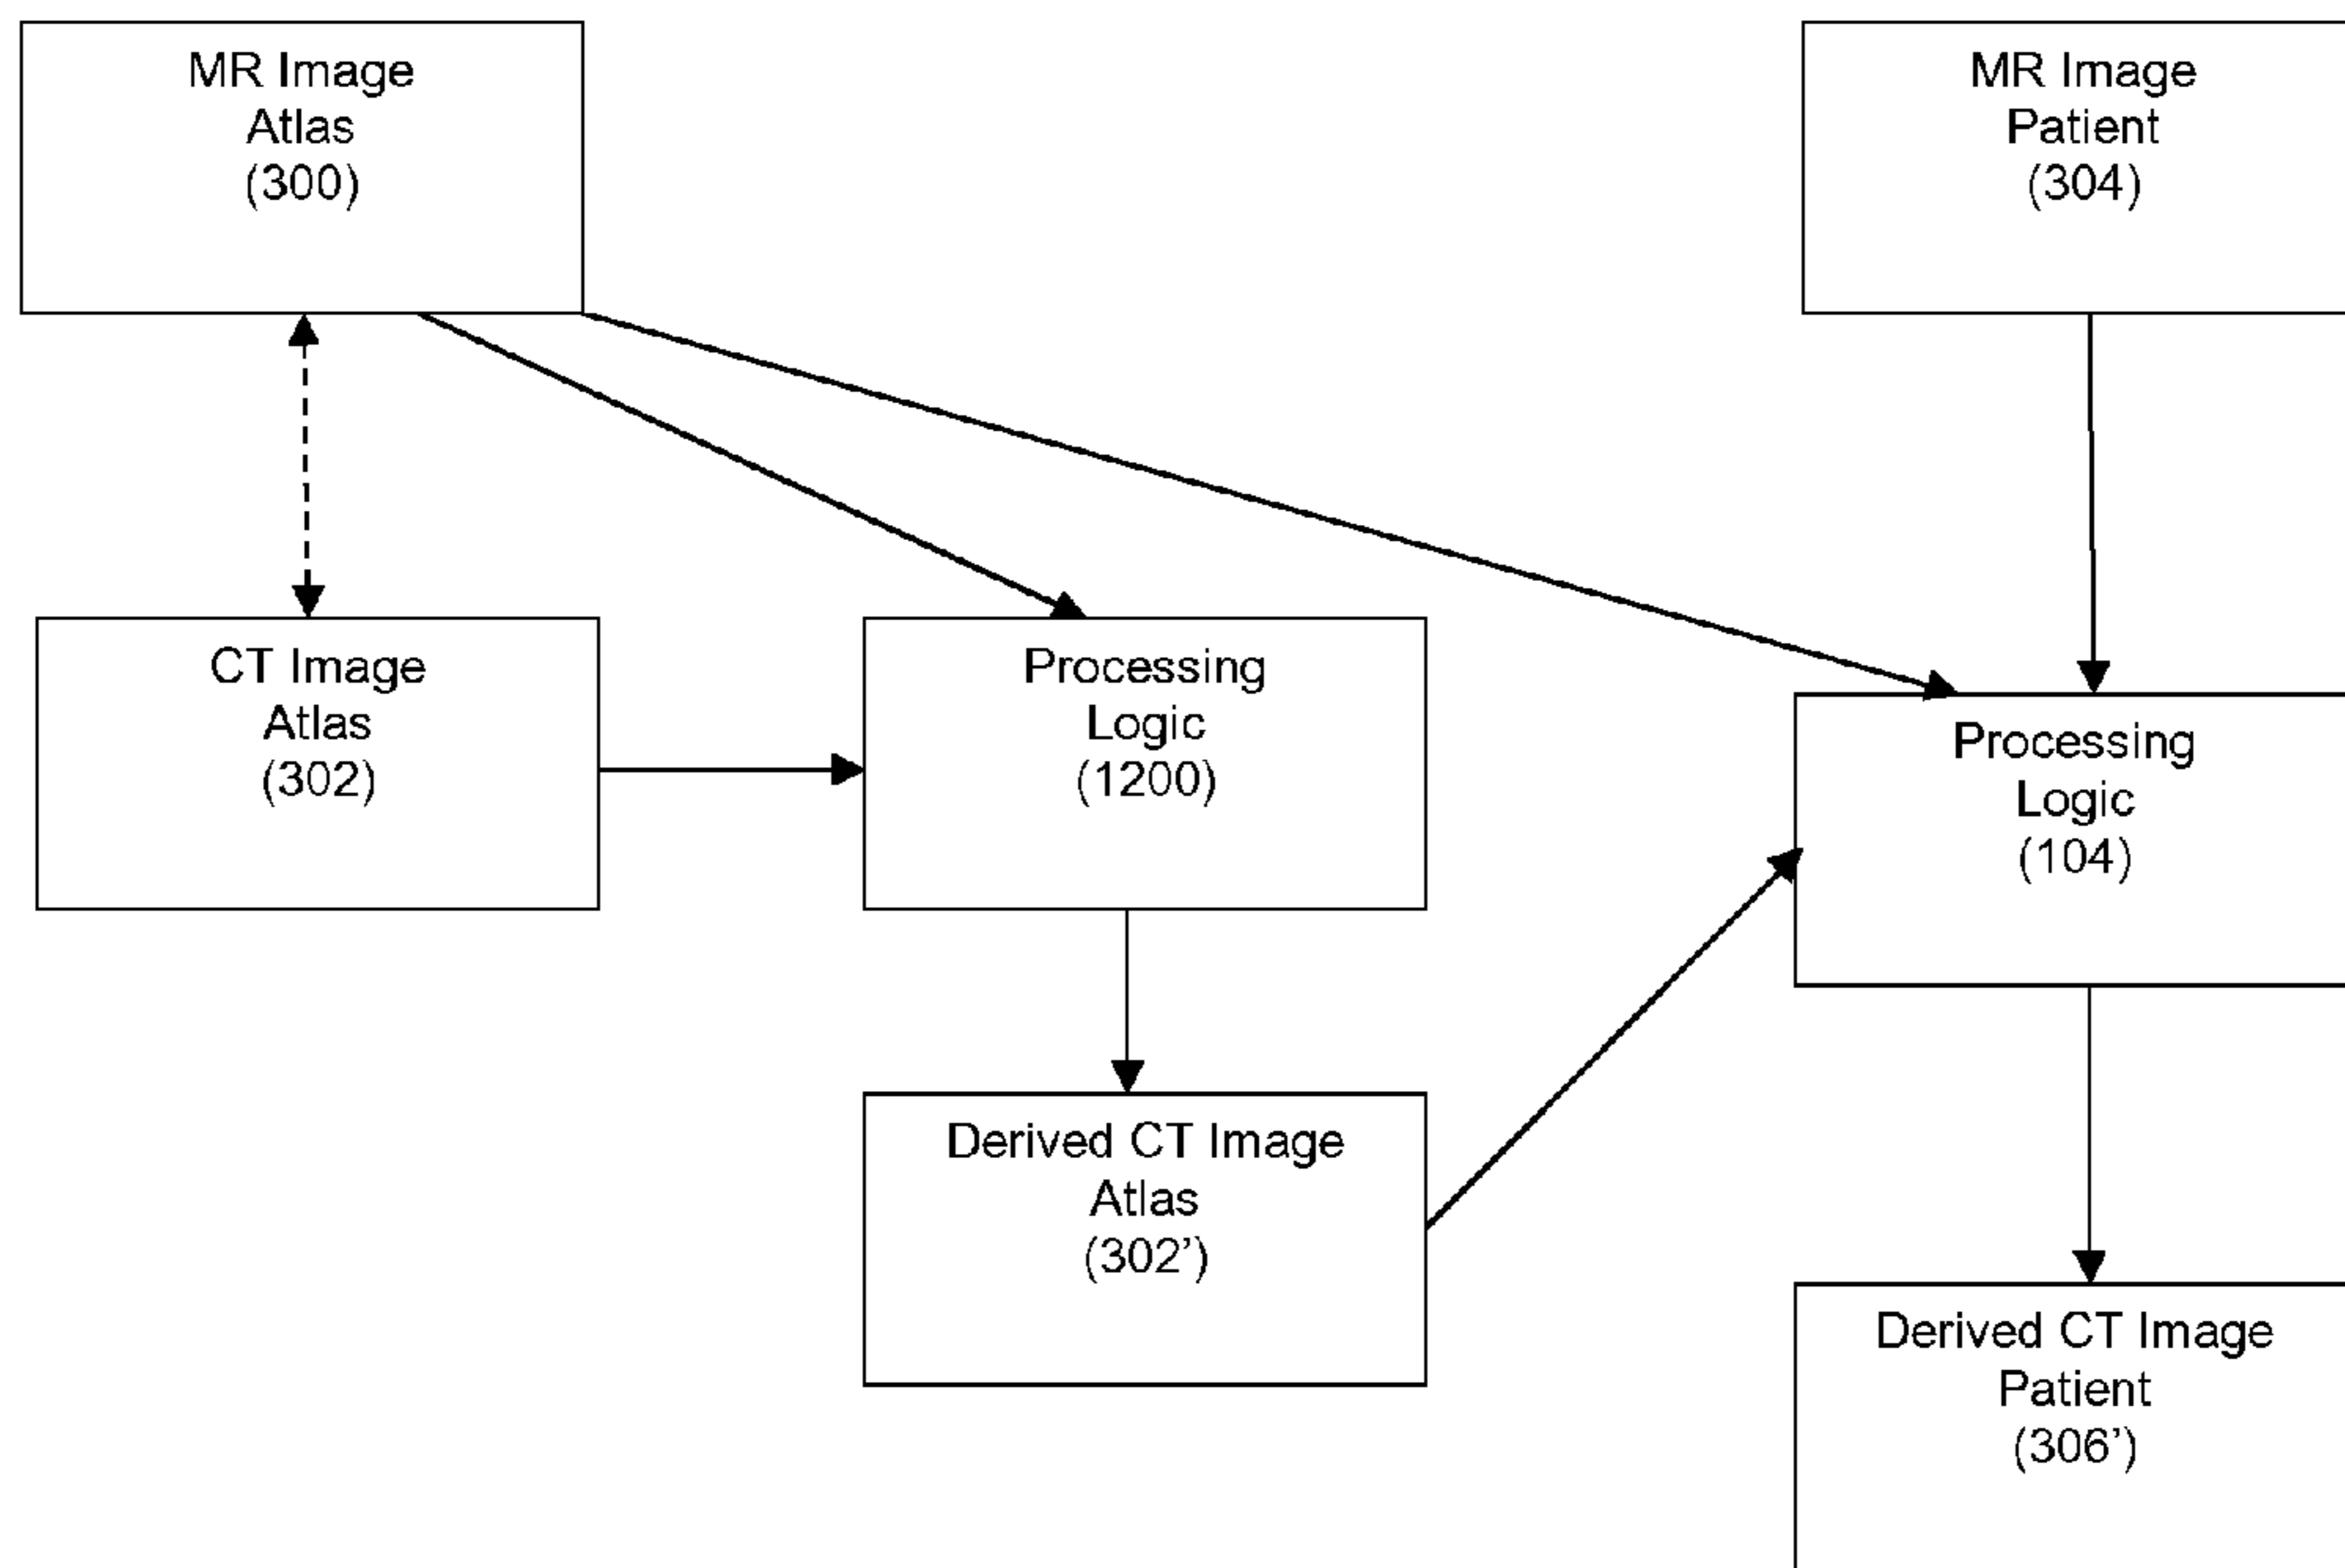 MR Image
Atlas
(300)
MR Image
Patient
(304)
CT Image
Atlas
(302)
Processing
Logic
(1200)
Processing
Logic
(104)
Derived CT Image
Atlas
(302’)
Derived CT Image
Patient
(306’)